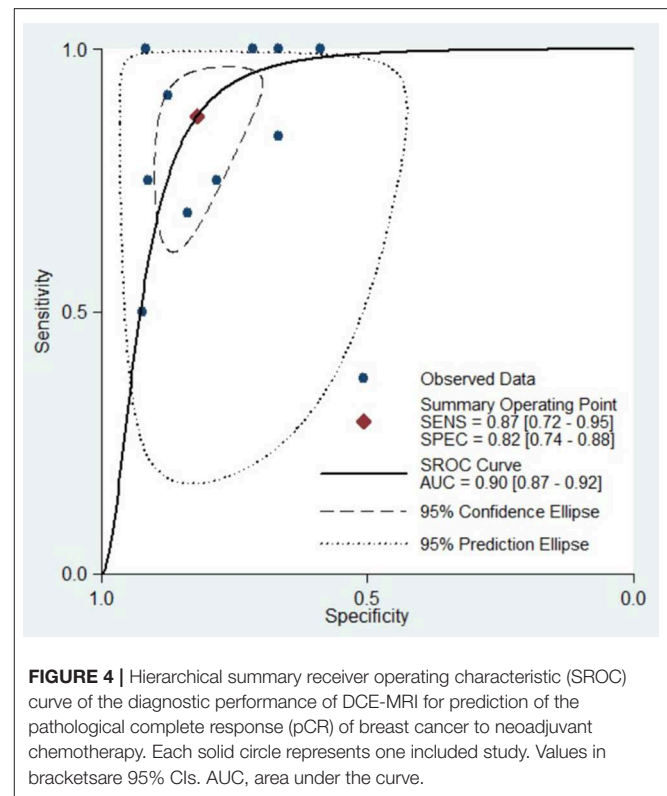 1.0
0.5
0.0
Sensitivity
1.0
0.5
0.0
Specificity
Observed Data
Summary Operating Point
SENS = 0.87 [0.72 - 0.95]
SPEC = 0.82 [0.74 - 0.88]
SROC Curve
AUC = 0.90 [0.87 - 0.92]
95% Confidence Ellipse
95% Prediction Ellipse
FIGURE 4 | Hierarchical summary receiver operating characteristic (SROC)
curve of the diagnostic performance of DCE-MRI for prediction of the
pathological complete response (pCR) of breast cancer to neoadjuvant
chemotherapy. Each solid circle represents one included study. Values in
bracketsare 95% CIs. AUC, area under the curve.